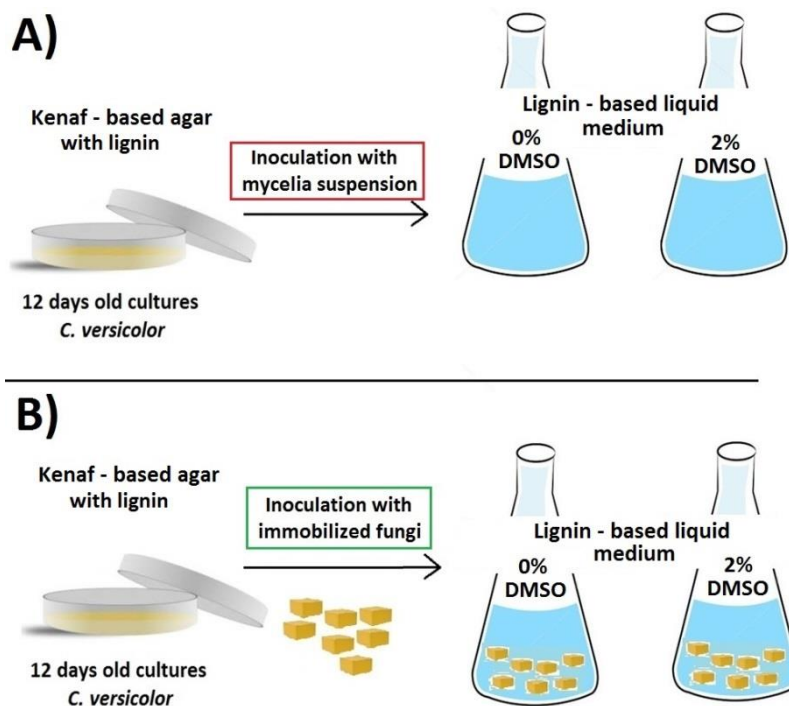 A)
Kenaf - based agar
with lignin
Inoculation with
mycelia suspension
12 days old cultures
C. versicolor
Lignin - based liquid
medium
0%
DMSO
2%
DMSO
B)
Kenaf - based agar
with lignin
Inoculation with
immobilized fungi
12 days old cultures
C. versicolor
Lignin - based liquid
medium
0%
DMSO
2%
DMSO